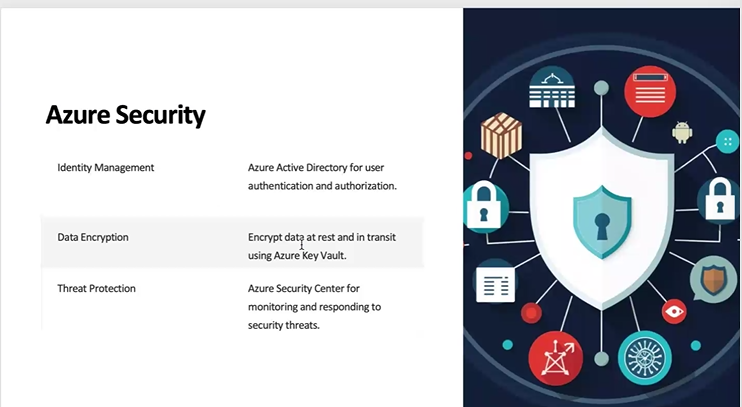 Azure Security
Identity Management
Azure Active Directory for user
authentication and authorization.
Data Encryption
Encrypt data at rest and in transit
using Azure Key Vault.
Threat Protection
Azure Security Center for
monitoring and responding to
security threats.